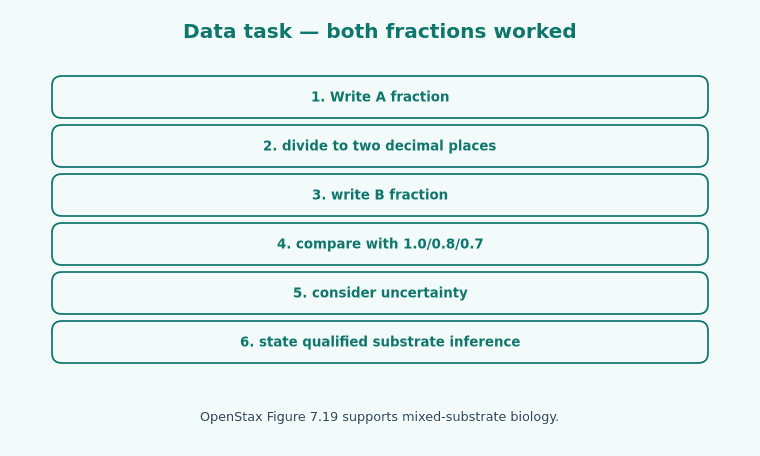 Data task — both fractions worked
1. Write A fraction
2. divide to two decimal places
3. write B fraction
4. compare with 1.0/0.8/0.7
5. consider uncertainty
6. state qualified substrate inference
OpenStax Figure 7.19 supports mixed-substrate biology.